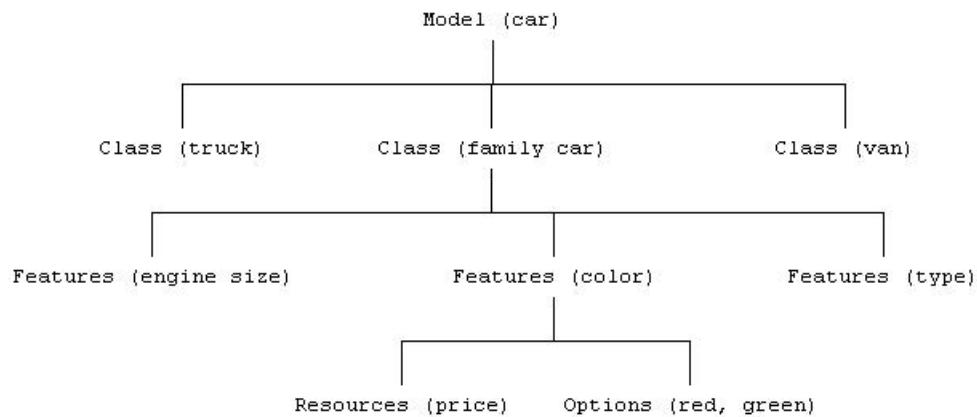 Model (car)
Class (truck) Class (family car) Class (van)
Features (engine size) Features (color) Features (type)
Resources (price) Options (red, green)